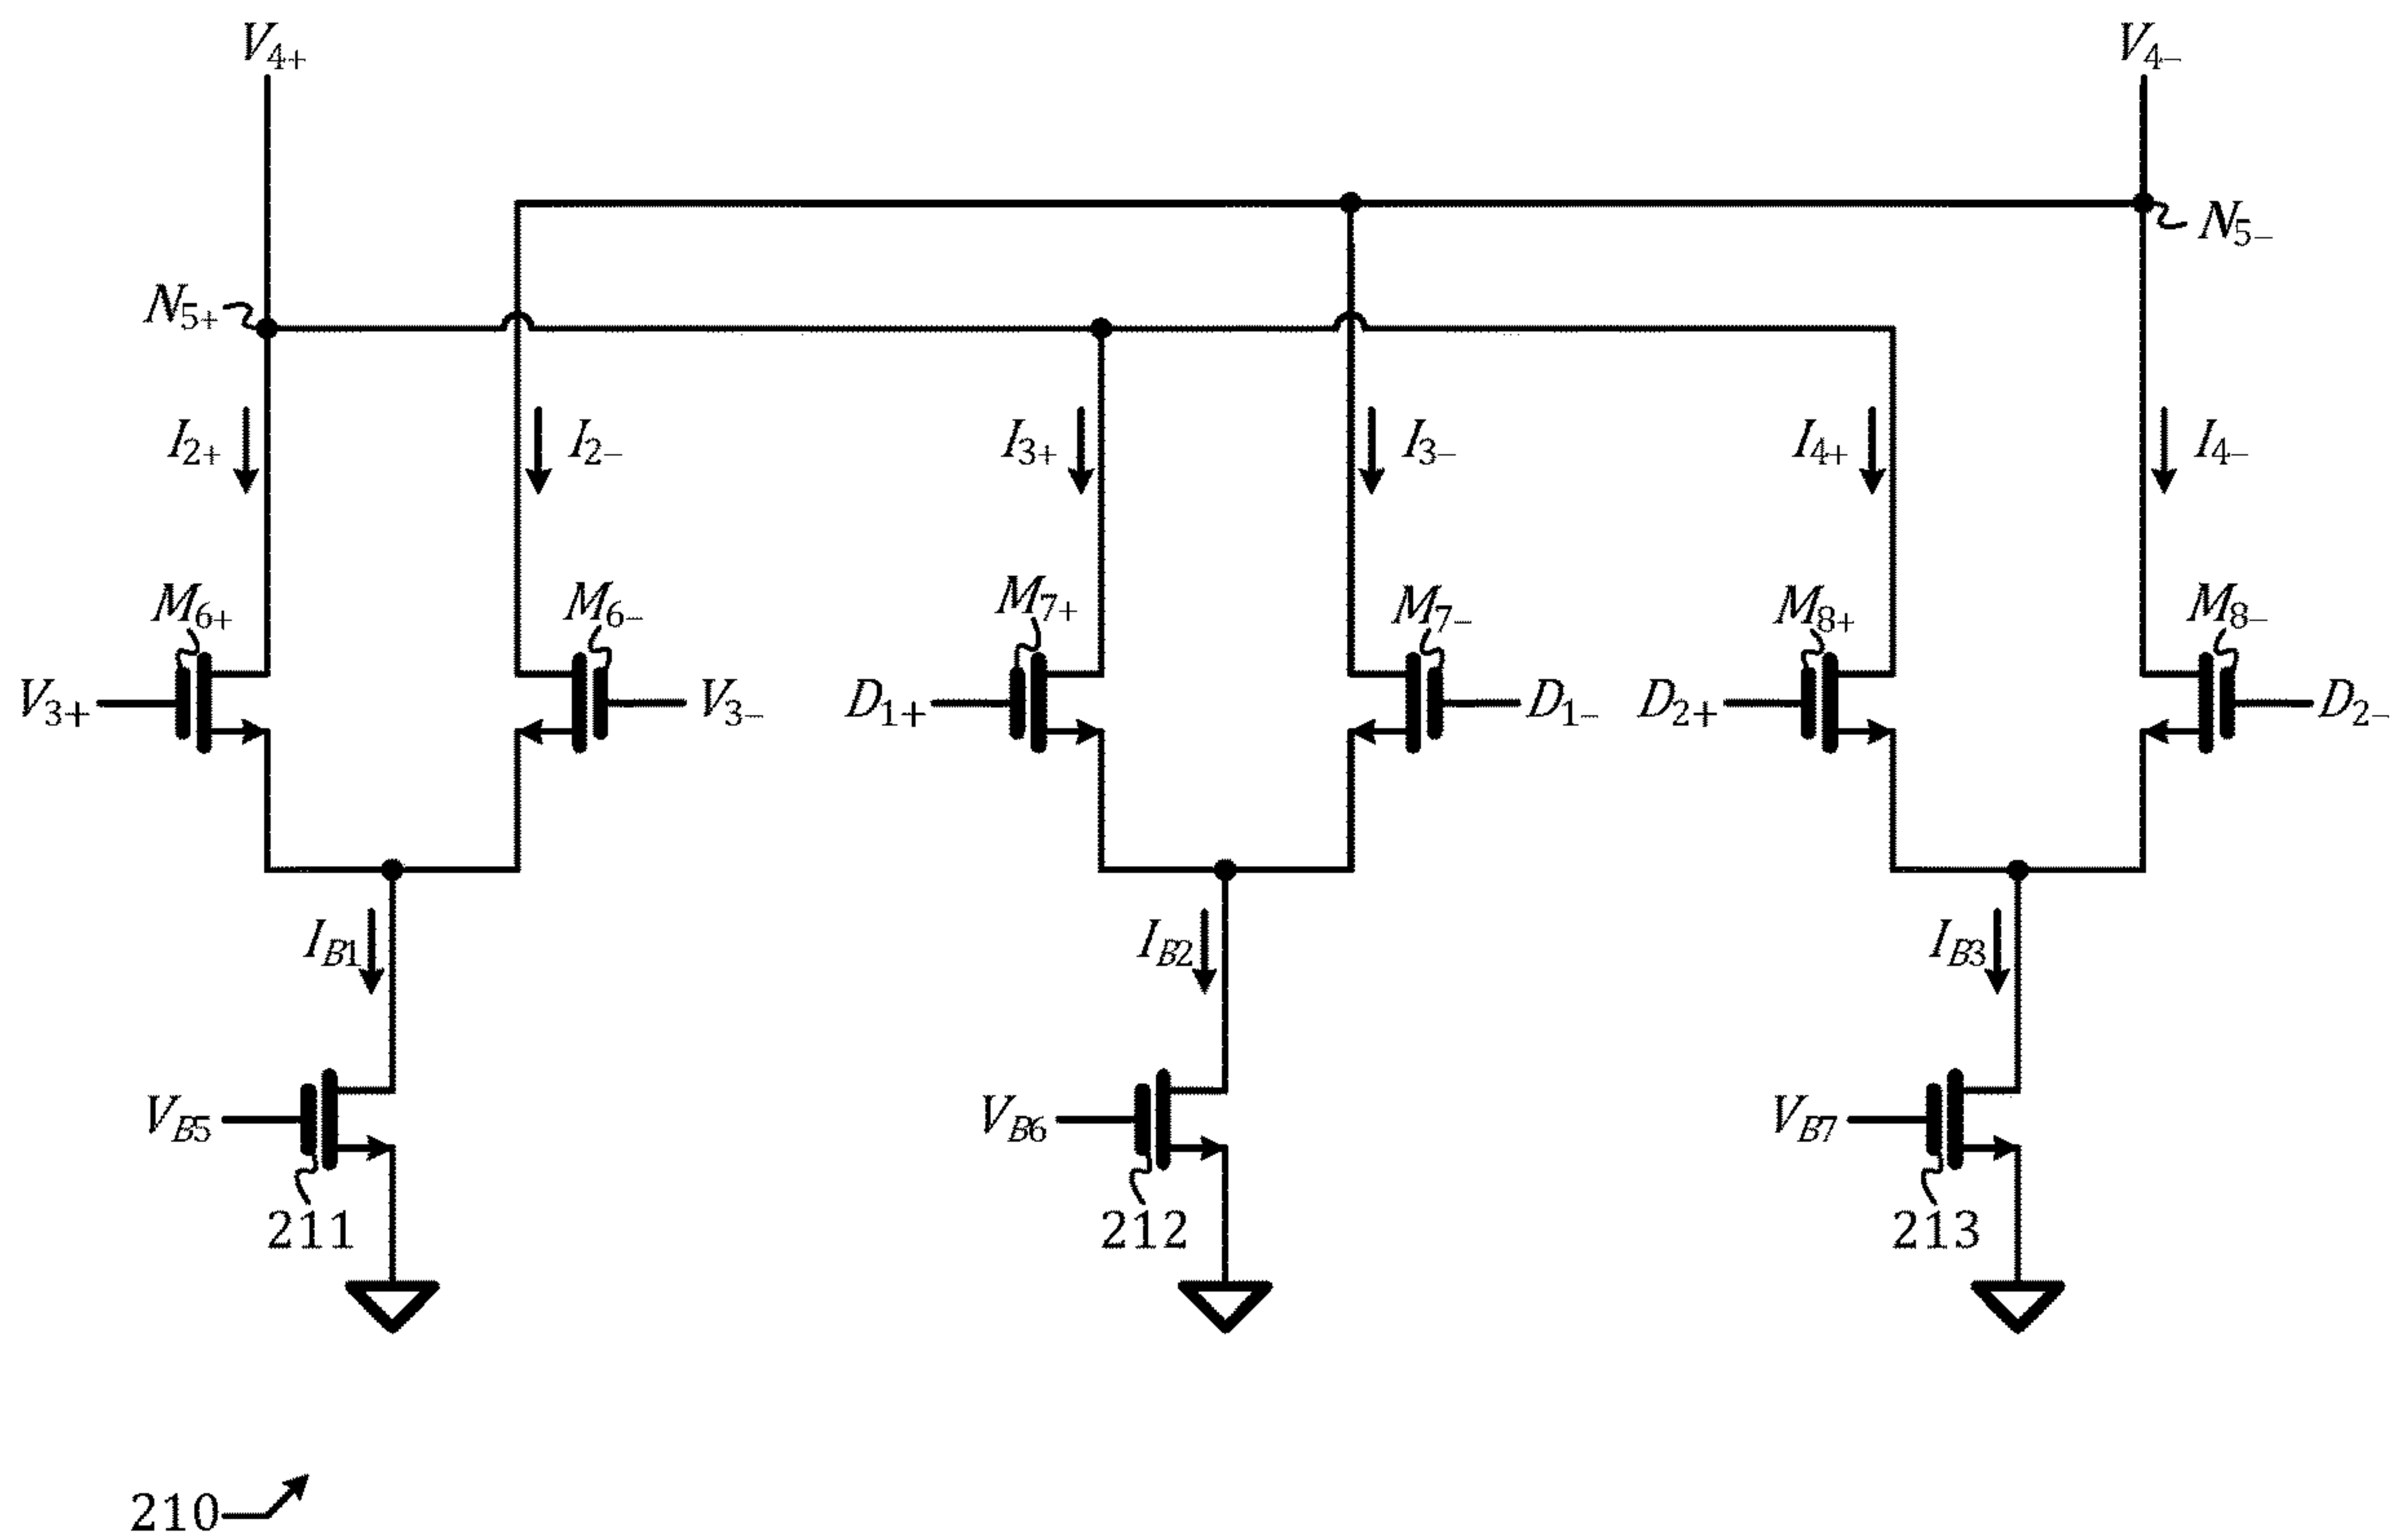 V4+ V4−
N5−
N5+
I2+ I2− I3+ I3− I4+ I4−
M6+ M6− M7+ M7− M8+ M8−
V3+ V3− D1+ D1− D2+ D2−
IB1 IB2 IB3
VB5 VB6 VB7
211 212 213
210